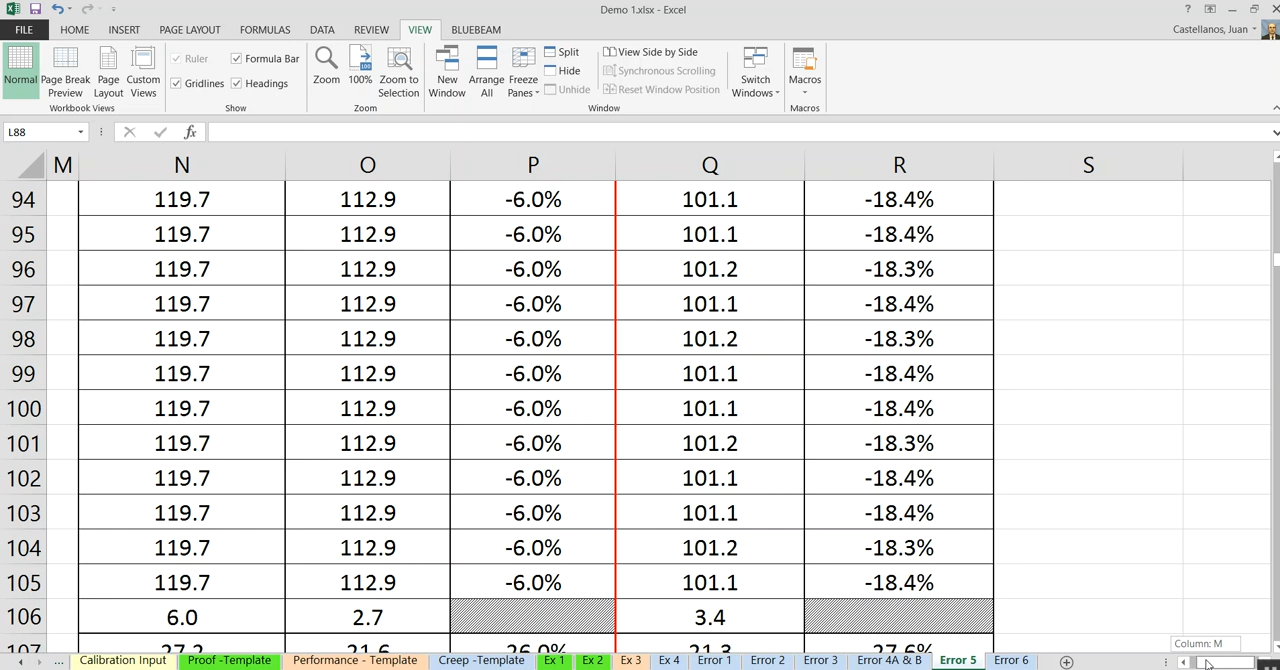 Demo 1.xlsx - Excel
?
FILE HOME INSERT PAGE LAYOUT FORMULAS DATA REVIEW VIEW BLUEBEAM Castellanos, Juan
Normal Page Break Preview Page Layout Custom Views
Ruler Formula Bar
Gridlines Headings
Zoom 100% Zoom to Selection
New Window Arrange All Freeze Panes
Split
Hide
Unhide
View Side by Side
Synchronous Scrolling
Reset Window Position
Switch Windows Macros
Workbook Views Show Zoom Window Macros
L88 fx
M N O P Q R S
94 119.7 112.9 -6.0% 101.1 -18.4%
95 119.7 112.9 -6.0% 101.1 -18.4%
96 119.7 112.9 -6.0% 101.2 -18.3%
97 119.7 112.9 -6.0% 101.1 -18.4%
98 119.7 112.9 -6.0% 101.2 -18.3%
99 119.7 112.9 -6.0% 101.1 -18.4%
100 119.7 112.9 -6.0% 101.1 -18.4%
101 119.7 112.9 -6.0% 101.2 -18.3%
102 119.7 112.9 -6.0% 101.1 -18.4%
103 119.7 112.9 -6.0% 101.1 -18.4%
104 119.7 112.9 -6.0% 101.2 -18.3%
105 119.7 112.9 -6.0% 101.1 -18.4%
106 6.0 2.7 3.4
107 27.2 21.6 26.0% 21.3 27.6%
Column: M
... Calibration Input Proof -Template Performance - Template Creep -Template Ex 1 Ex 2 Ex 3 Ex 4 Error 1 Error 2 Error 3 Error 4A & B Error 5 Error 6